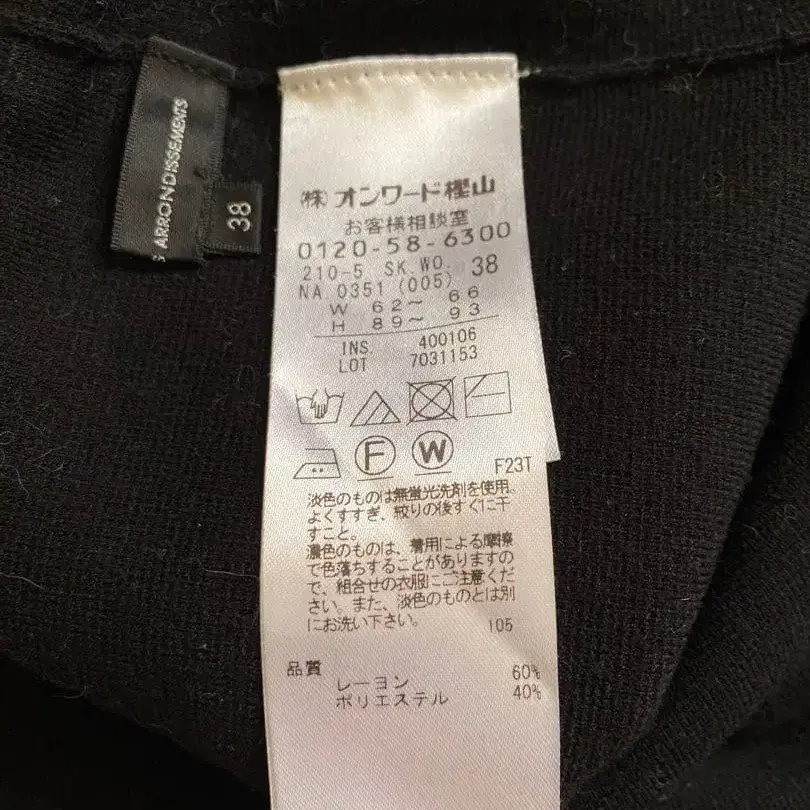 S ARRONDISSEMENTS
38
㈱オンワード樫山
お客様相談室
0120-58-6300
210-5 SK.WO. 38
NA 0351 (005)
W 62〜 66
H 89〜 93
INS. 400106
LOT 7031153
F W
F23T
淡色のものは無蛍光洗剤を使用。
よくすすぎ、絞りの後すぐに干
すこと。
濃色のものは、着用による摩擦
で色落ちすることがありますの
で、組合せの衣服にご注意くだ
さい。また、淡色のものとは別
にお洗い下さい。
105
品質
レーヨン 60%
ポリエステル 40%